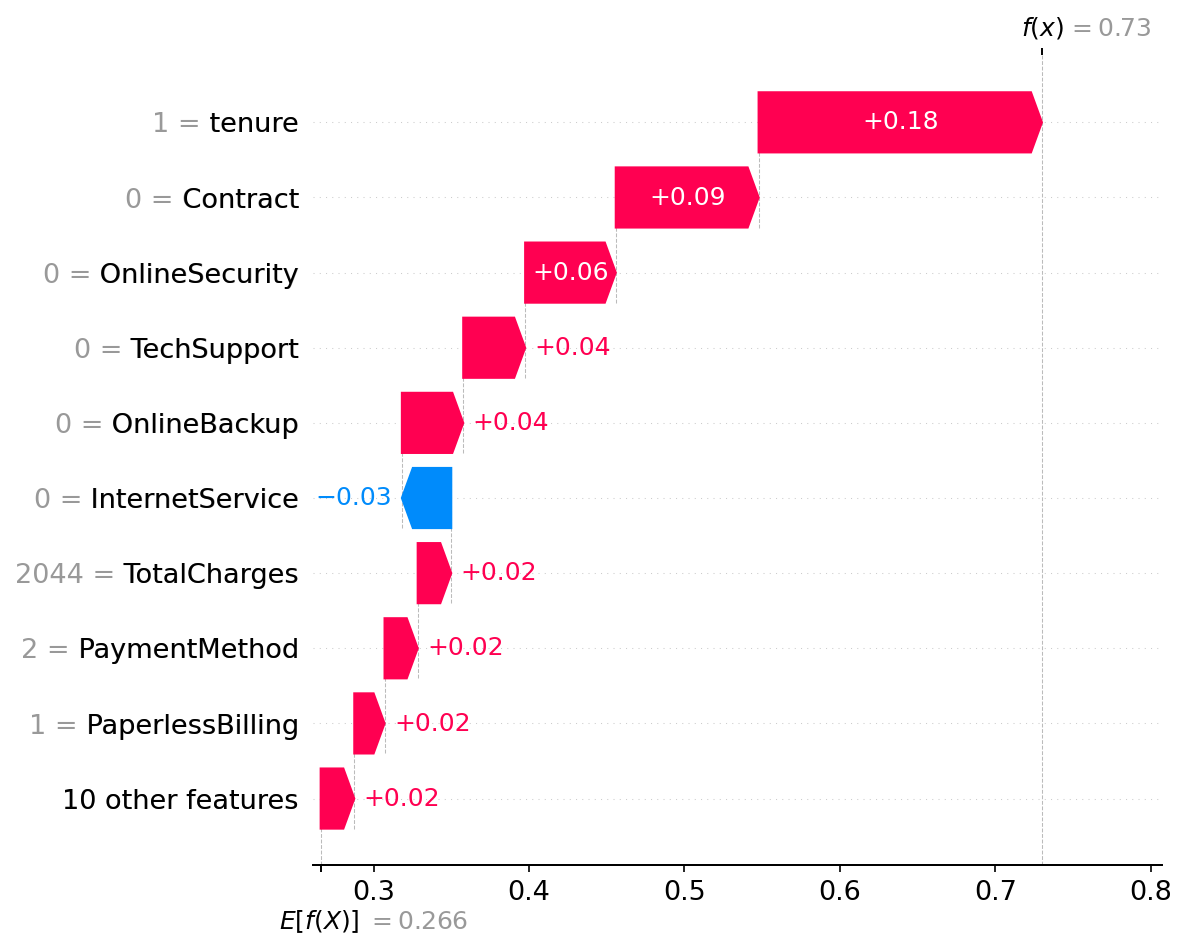 f(x) = 0.73
1 = tenure +0.18
0 = Contract +0.09
0 = OnlineSecurity +0.06
0 = TechSupport +0.04
0 = OnlineBackup +0.04
0 = InternetService −0.03
2044 = TotalCharges +0.02
2 = PaymentMethod +0.02
1 = PaperlessBilling +0.02
10 other features +0.02
0.3 0.4 0.5 0.6 0.7 0.8
E[f(X)] = 0.266